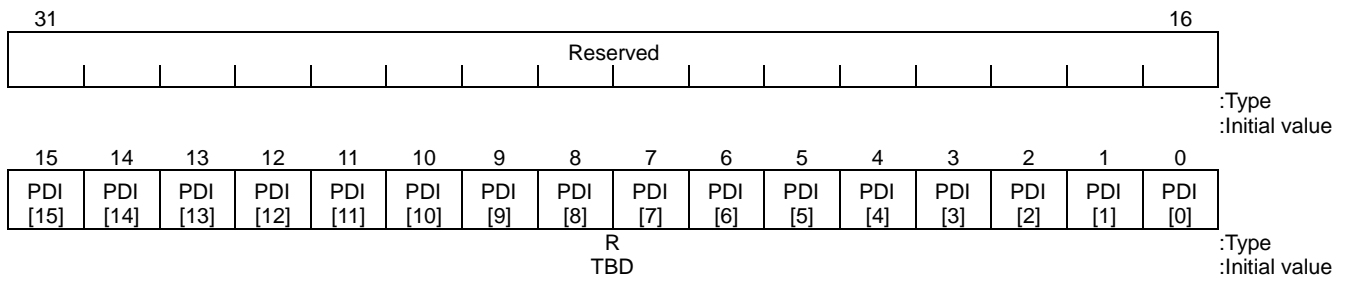 31 16
Reserved
:Type
:Initial value
15 14 13 12 11 10 9 8 7 6 5 4 3 2 1 0
PDI PDI PDI PDI PDI PDI PDI PDI PDI PDI PDI PDI PDI PDI PDI PDI
[15] [14] [13] [12] [11] [10] [9] [8] [7] [6] [5] [4] [3] [2] [1] [0]
R :Type
TBD :Initial value